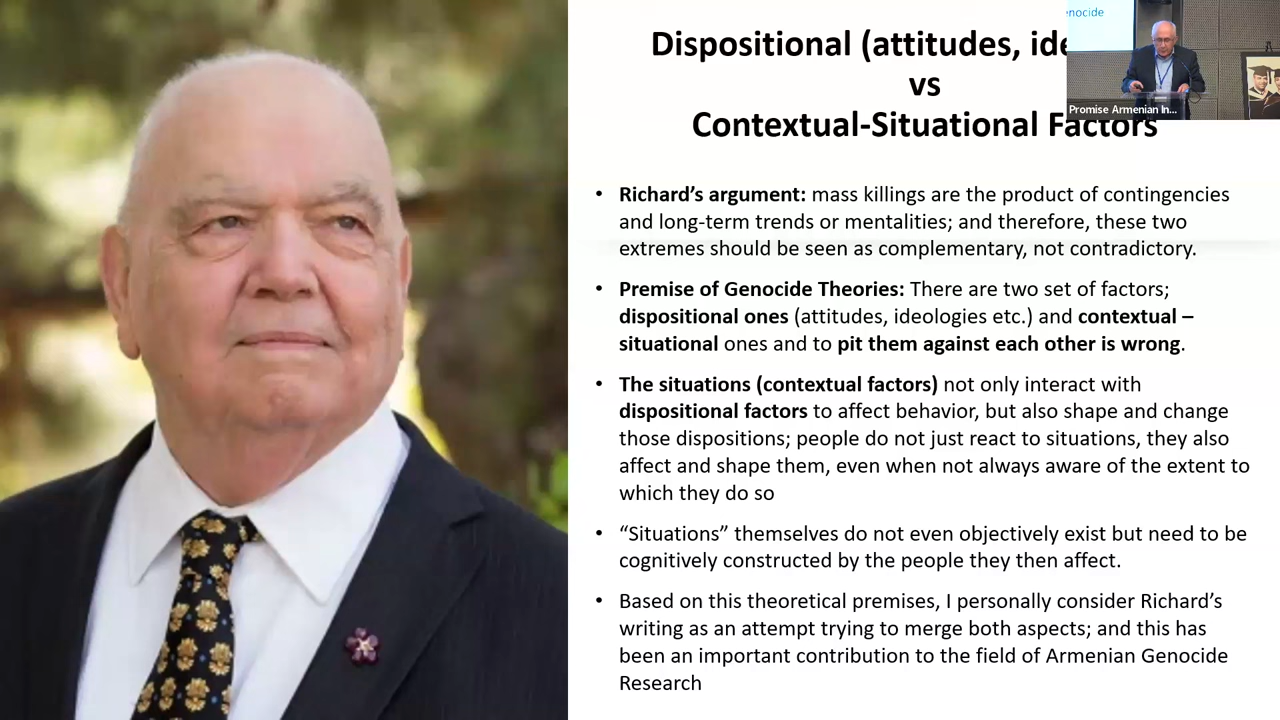 Dispositional (attitudes, ide
vs
Contextual-Situational Factors
enocide
Promise Armenian In...
• Richard’s argument: mass killings are the product of contingencies
and long-term trends or mentalities; and therefore, these two
extremes should be seen as complementary, not contradictory.
• Premise of Genocide Theories: There are two set of factors;
dispositional ones (attitudes, ideologies etc.) and contextual –
situational ones and to pit them against each other is wrong.
• The situations (contextual factors) not only interact with
dispositional factors to affect behavior, but also shape and change
those dispositions; people do not just react to situations, they also
affect and shape them, even when not always aware of the extent to
which they do so
• “Situations” themselves do not even objectively exist but need to be
cognitively constructed by the people they then affect.
• Based on this theoretical premises, I personally consider Richard’s
writing as an attempt trying to merge both aspects; and this has
been an important contribution to the field of Armenian Genocide
Research